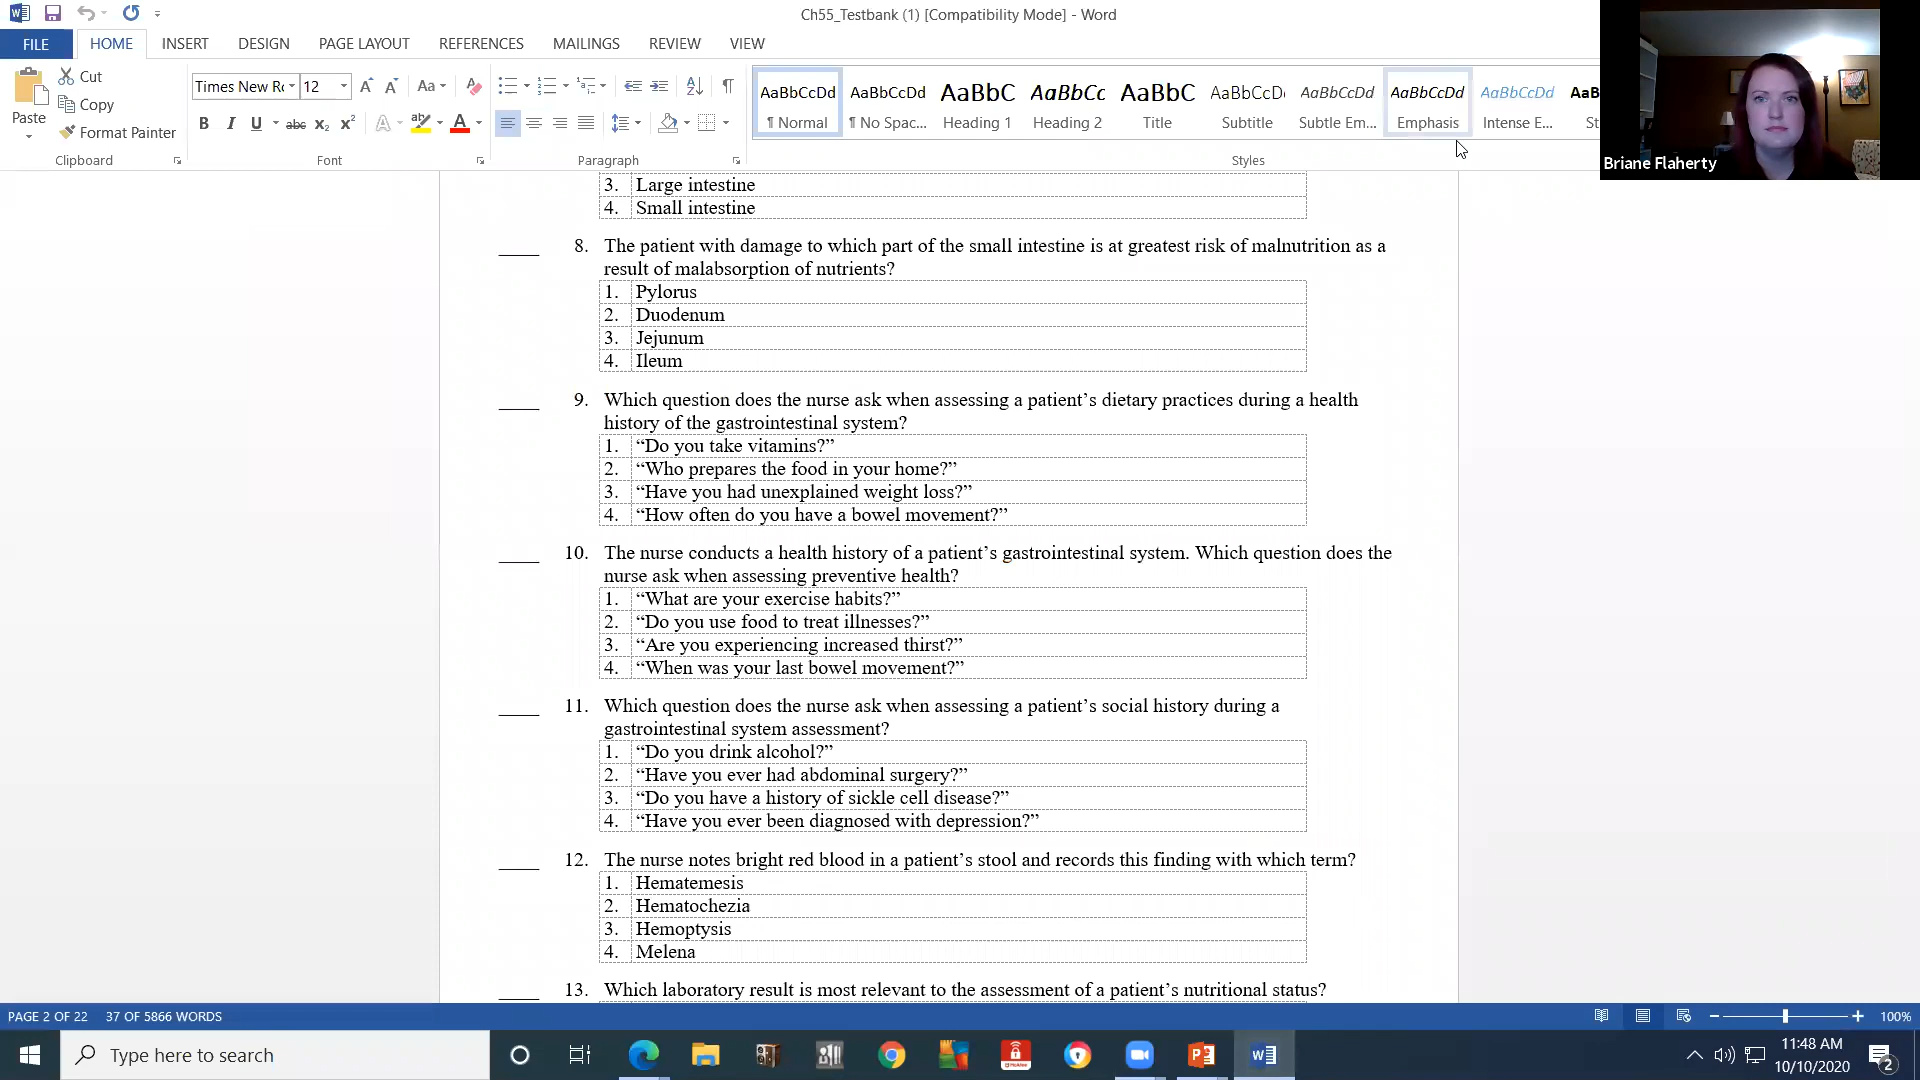 Ch55_Testbank (1) [Compatibility Mode] - Word
FILE HOME INSERT DESIGN PAGE LAYOUT REFERENCES MAILINGS REVIEW VIEW
Paste
Cut
Copy
Format Painter
Clipboard
Times New Ro 12
Font
Paragraph
AaBbCcDd AaBbCcDd AaBbC AaBbCc AaBbC AaBbCcD AaBbCcDd AaBbCcDd AaBbCcDd AaB
¶ Normal ¶ No Spac... Heading 1 Heading 2 Title Subtitle Subtle Em... Emphasis Intense E... St
Styles
Briane Flaherty
3. Large intestine
4. Small intestine
____ 8. The patient with damage to which part of the small intestine is at greatest risk of malnutrition as a
result of malabsorption of nutrients?
1. Pylorus
2. Duodenum
3. Jejunum
4. Ileum
____ 9. Which question does the nurse ask when assessing a patient’s dietary practices during a health
history of the gastrointestinal system?
1. “Do you take vitamins?”
2. “Who prepares the food in your home?”
3. “Have you had unexplained weight loss?”
4. “How often do you have a bowel movement?”
____ 10. The nurse conducts a health history of a patient’s gastrointestinal system. Which question does the
nurse ask when assessing preventive health?
1. “What are your exercise habits?”
2. “Do you use food to treat illnesses?”
3. “Are you experiencing increased thirst?”
4. “When was your last bowel movement?”
____ 11. Which question does the nurse ask when assessing a patient’s social history during a
gastrointestinal system assessment?
1. “Do you drink alcohol?”
2. “Have you ever had abdominal surgery?”
3. “Do you have a history of sickle cell disease?”
4. “Have you ever been diagnosed with depression?”
____ 12. The nurse notes bright red blood in a patient’s stool and records this finding with which term?
1. Hematemesis
2. Hematochezia
3. Hemoptysis
4. Melena
____ 13. Which laboratory result is most relevant to the assessment of a patient’s nutritional status?
PAGE 2 OF 22 37 OF 5866 WORDS 100%
Type here to search
11:48 AM
10/10/2020
2